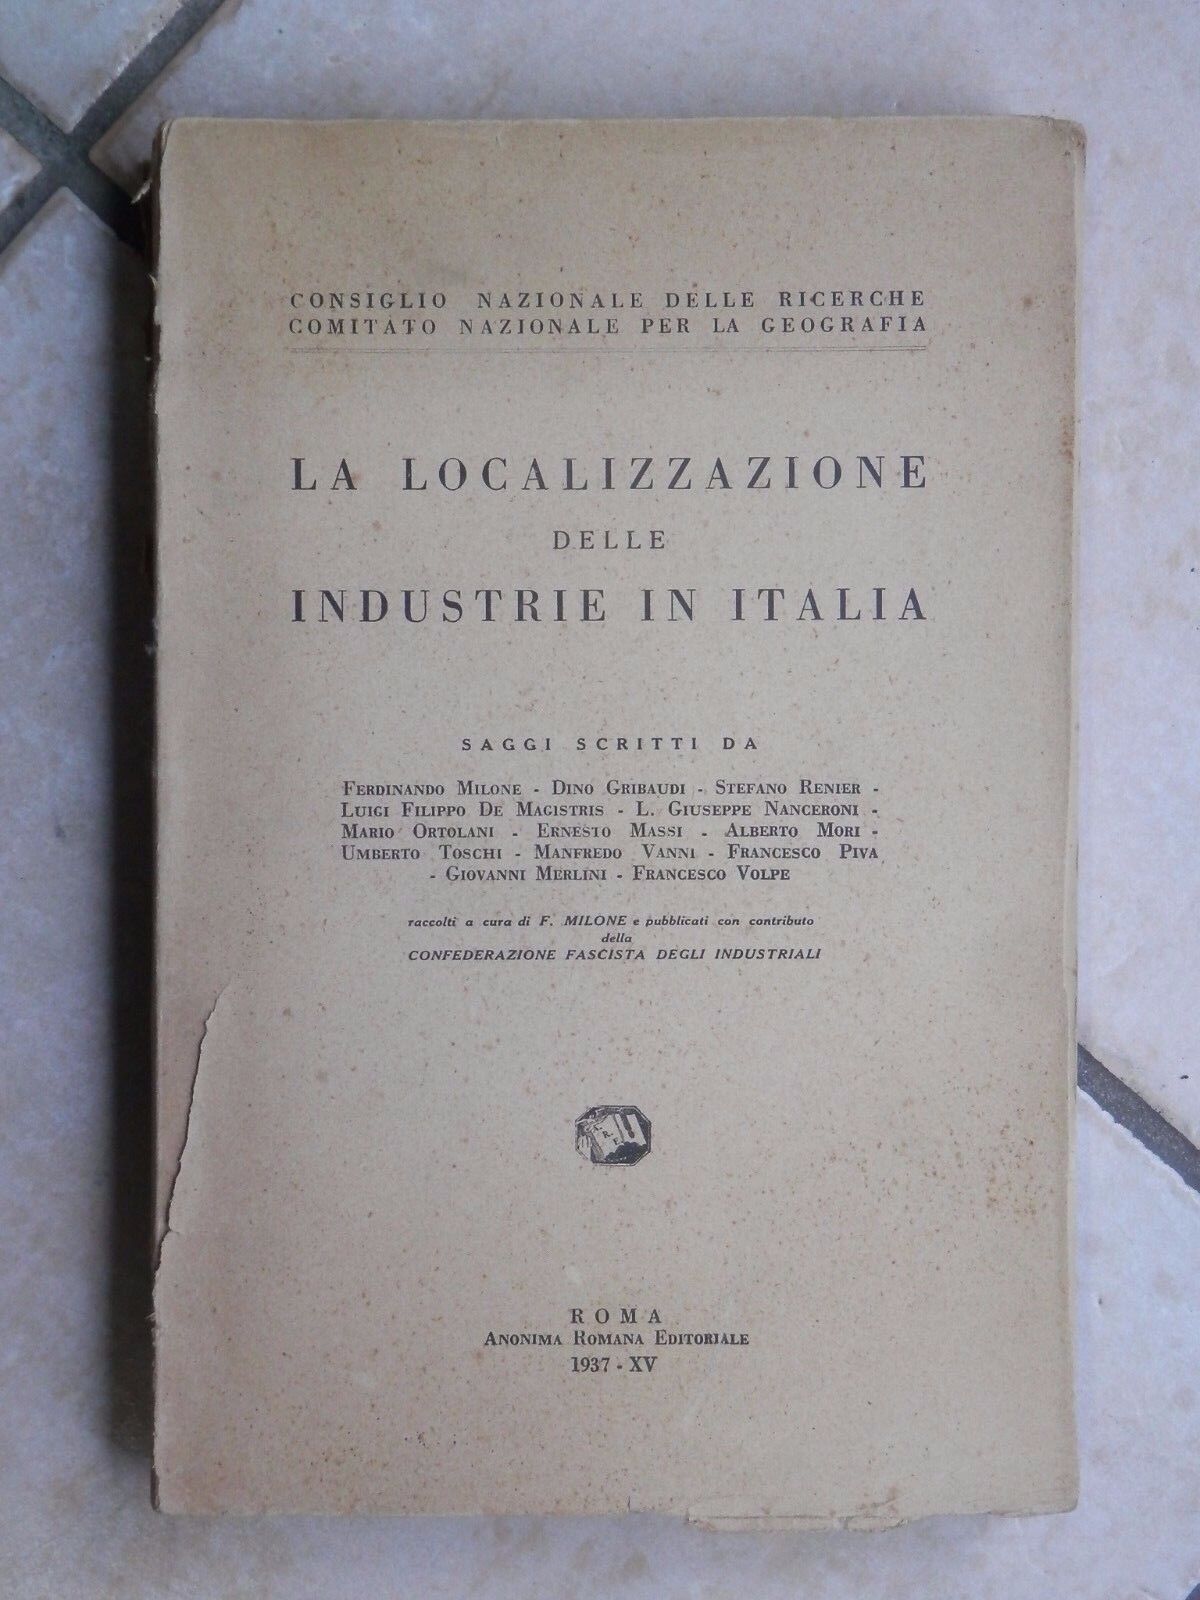 CONSIGLIO NAZIONALE DELLE RICERCHE
COMITATO NAZIONALE PER LA GEOGRAFIA
LA LOCALIZZAZIONE
DELLE
INDUSTRIE IN ITALIA
SAGGI SCRITTI DA
FERDINANDO MILONE - DINO GRIBAUDI - STEFANO RENIER -
LUIGI FILIPPO DE MAGISTRIS - L. GIUSEPPE NANCERONI -
MARIO ORTOLANI - ERNESTO MASSI - ALBERTO MORI -
UMBERTO TOSCHI - MANFREDO VANNI - FRANCESCO PIVA
- GIOVANNI MERLINI - FRANCESCO VOLPE
raccolti a cura di F. MILONE e pubblicati con contributo
della
CONFEDERAZIONE FASCISTA DEGLI INDUSTRIALI
ROMA
ANONIMA ROMANA EDITORIALE
1937 - XV